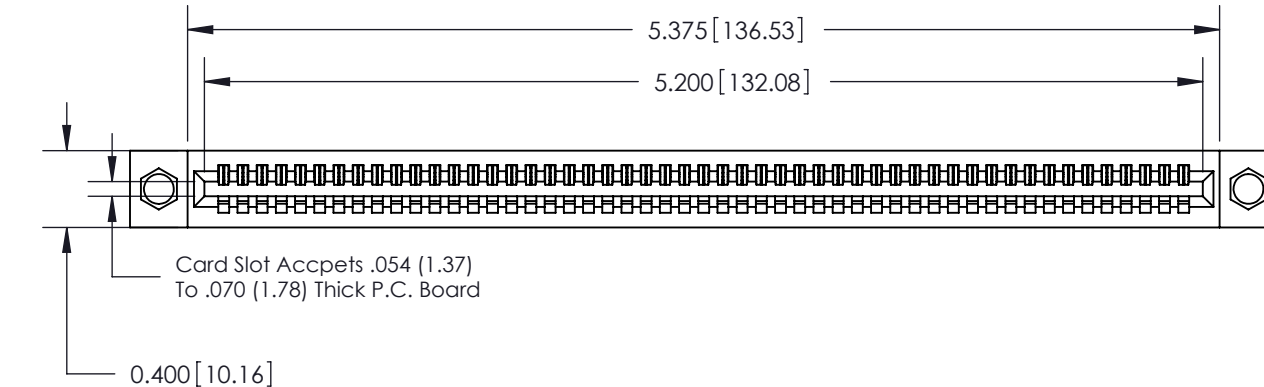 5.375[136.53]
5.200[132.08]
Card Slot Accpets .054 (1.37)
To .070 (1.78) Thick P.C. Board
0.400[10.16]